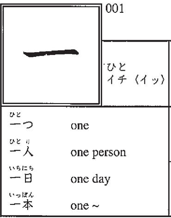 001
一
ひと
イチ〈イッ〉
ひと
一つ one
ひと り
一人 one person
いちにち
一日 one day
いっぽん
一本 one ~